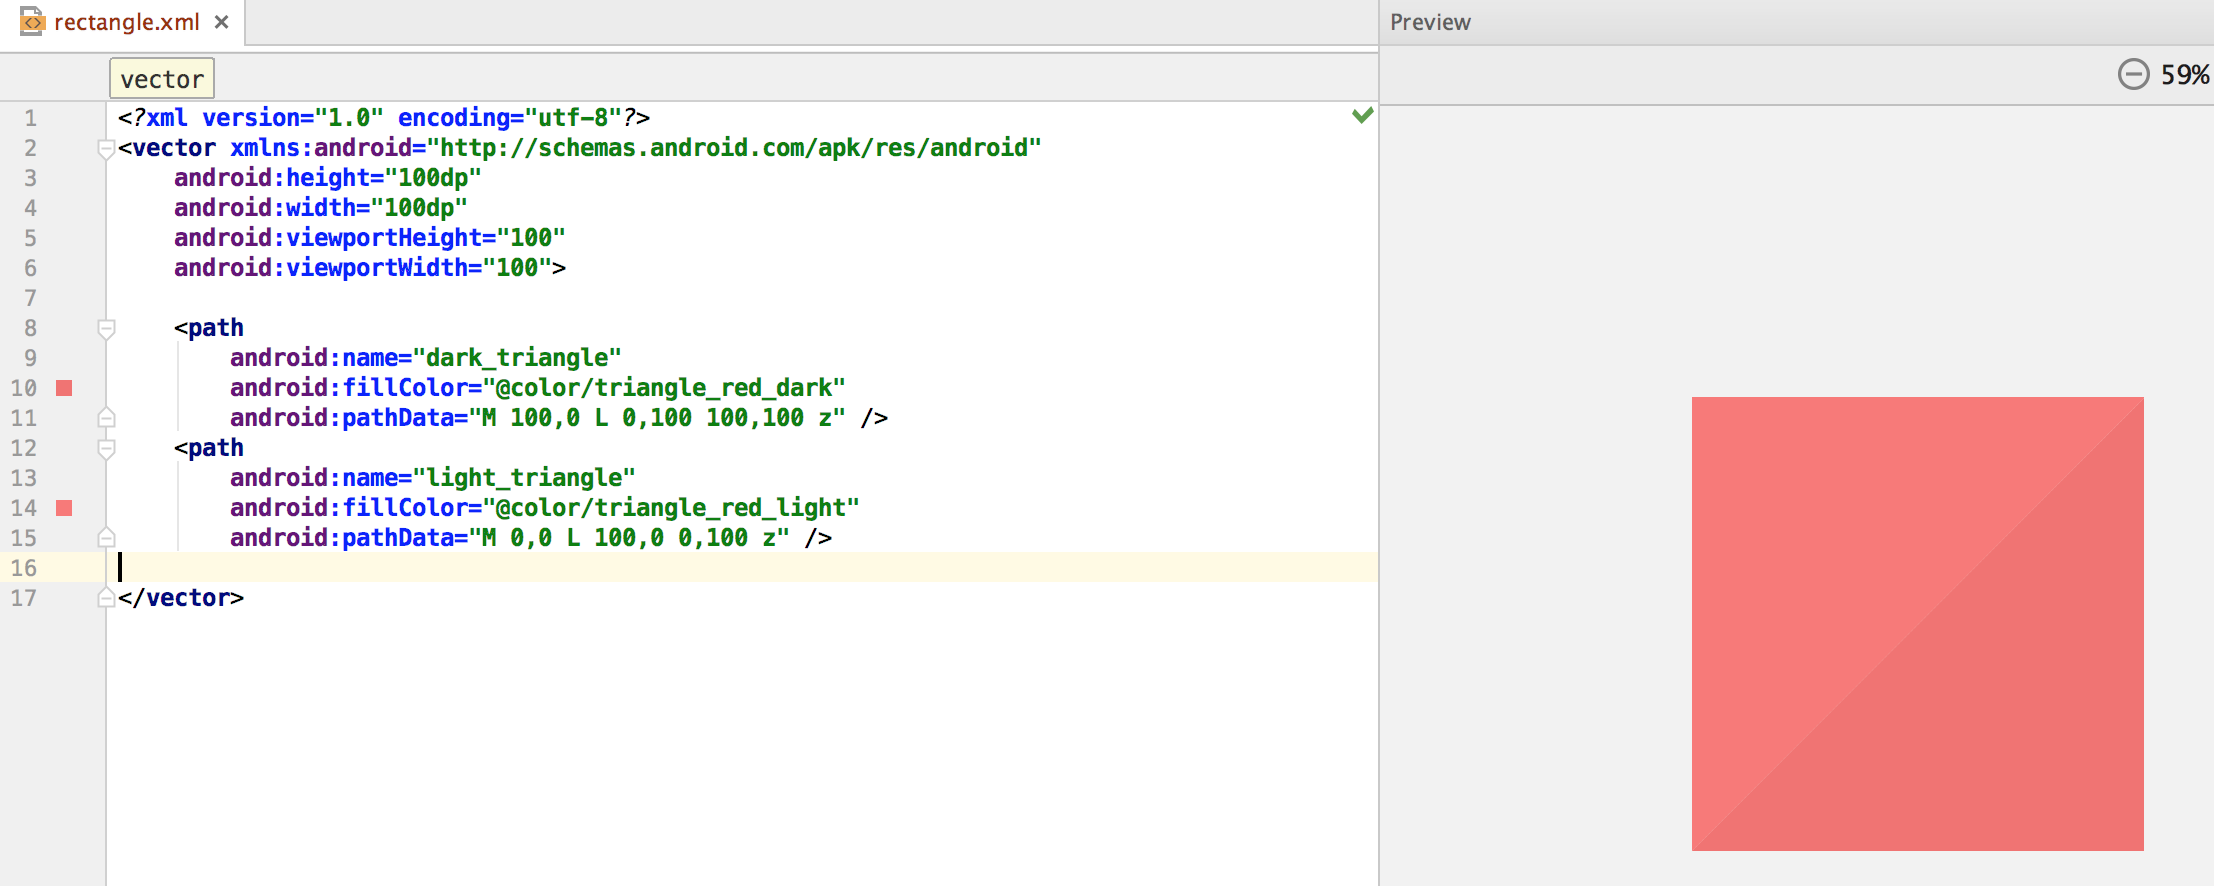 rectangle.xml
Preview
vector
59%
1 <?xml version="1.0" encoding="utf-8"?>
2 <vector xmlns:android="http://schemas.android.com/apk/res/android"
3 android:height="100dp"
4 android:width="100dp"
5 android:viewportHeight="100"
6 android:viewportWidth="100">
7
8 <path
9 android:name="dark_triangle"
10 android:fillColor="@color/triangle_red_dark"
11 android:pathData="M 100,0 L 0,100 100,100 z" />
12 <path
13 android:name="light_triangle"
14 android:fillColor="@color/triangle_red_light"
15 android:pathData="M 0,0 L 100,0 0,100 z" />
16
17 </vector>